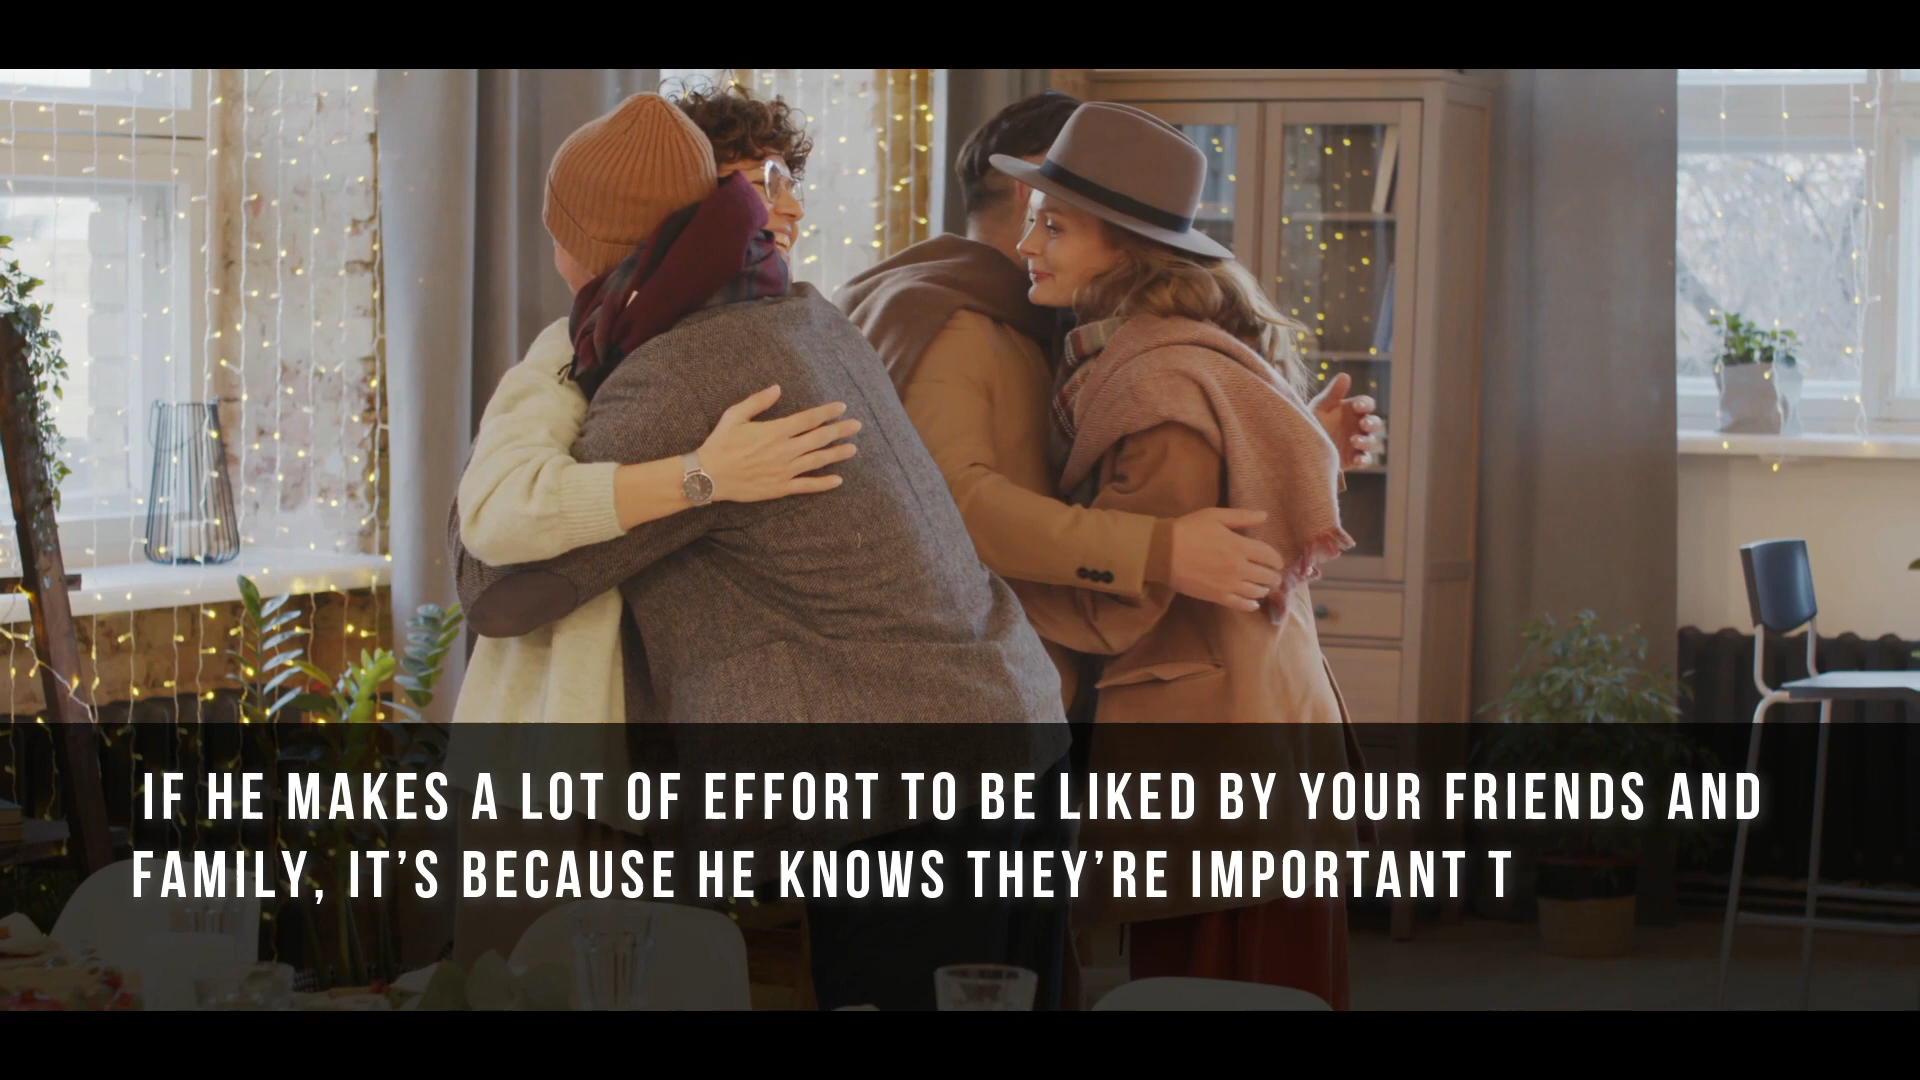 IF HE MAKES A LOT OF EFFORT TO BE LIKED BY YOUR FRIENDS AND
FAMILY, IT’S BECAUSE HE KNOWS THEY’RE IMPORTANT T